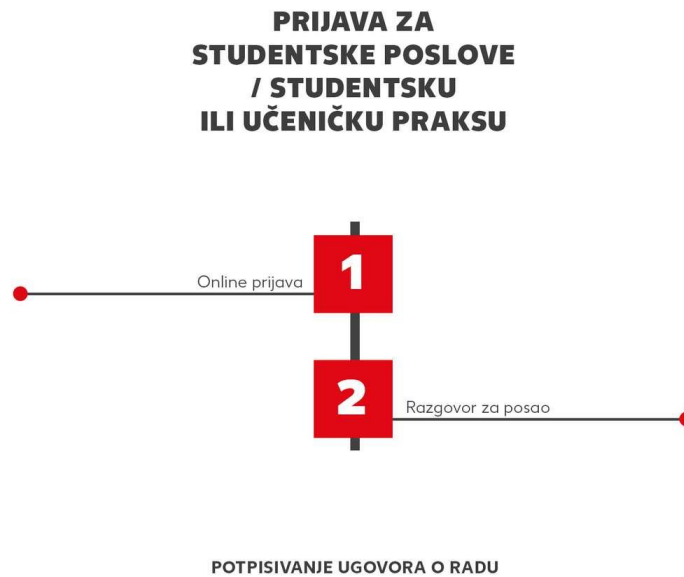 PRIJAVA ZA
STUDENTSKE POSLOVE
/ STUDENTSKU
ILI UČENIČKU PRAKSU
1
Online prijava
2
Razgovor za posao
POTPISIVANJE UGOVORA O RADU